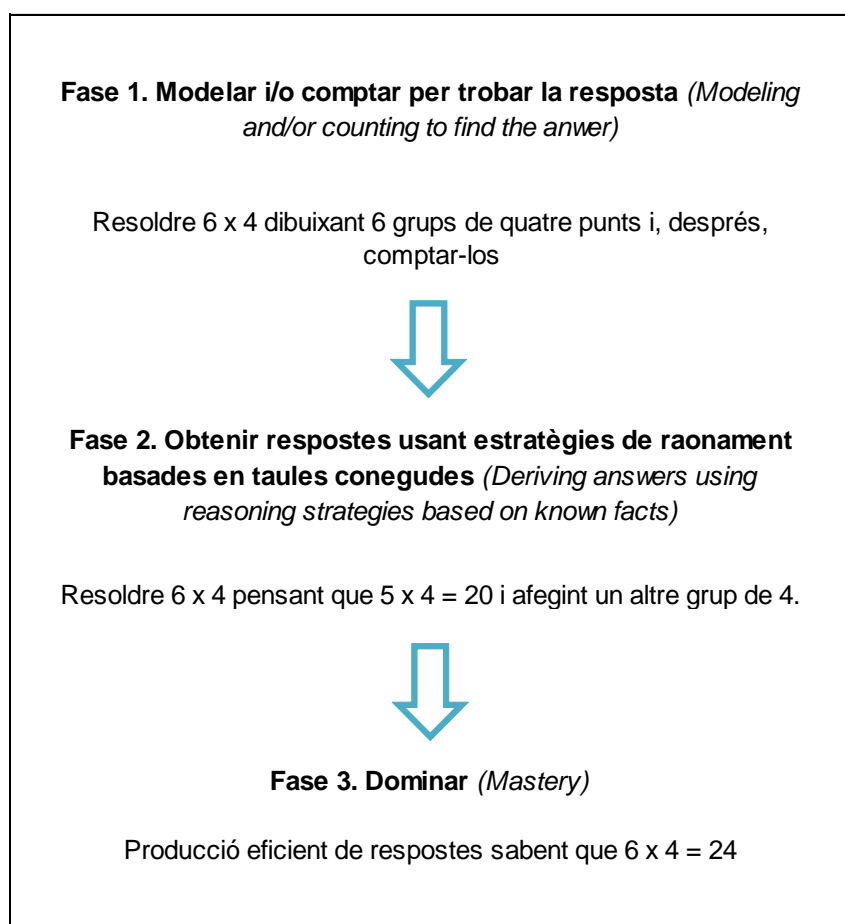 Fase 1. Modelar i/o comptar per trobar la resposta (Modeling
and/or counting to find the anwer)
Resoldre 6 x 4 dibuixant 6 grups de quatre punts i, després,
comptar-los
Fase 2. Obtenir respostes usant estratègies de raonament
basades en taules conegudes (Deriving answers using
reasoning strategies based on known facts)
Resoldre 6 x 4 pensant que 5 x 4 = 20 i afegint un altre grup de 4.
Fase 3. Dominar (Mastery)
Producció eficient de respostes sabent que 6 x 4 = 24